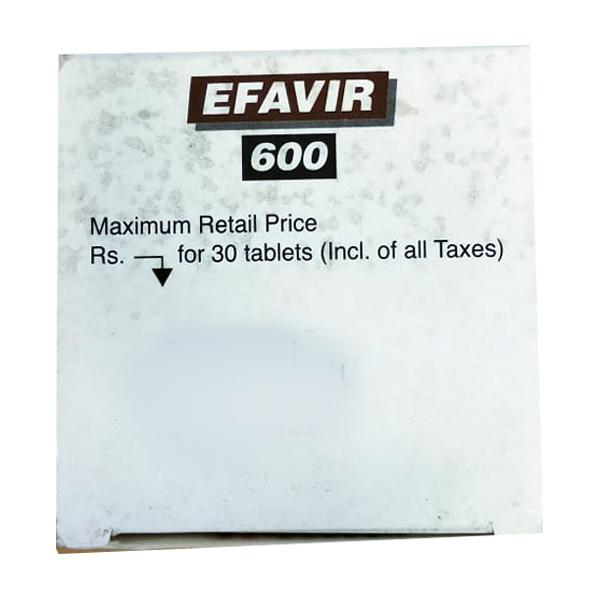 EFAVIR
600
Maximum Retail Price
Rs. for 30 tablets (Incl. of all Taxes)